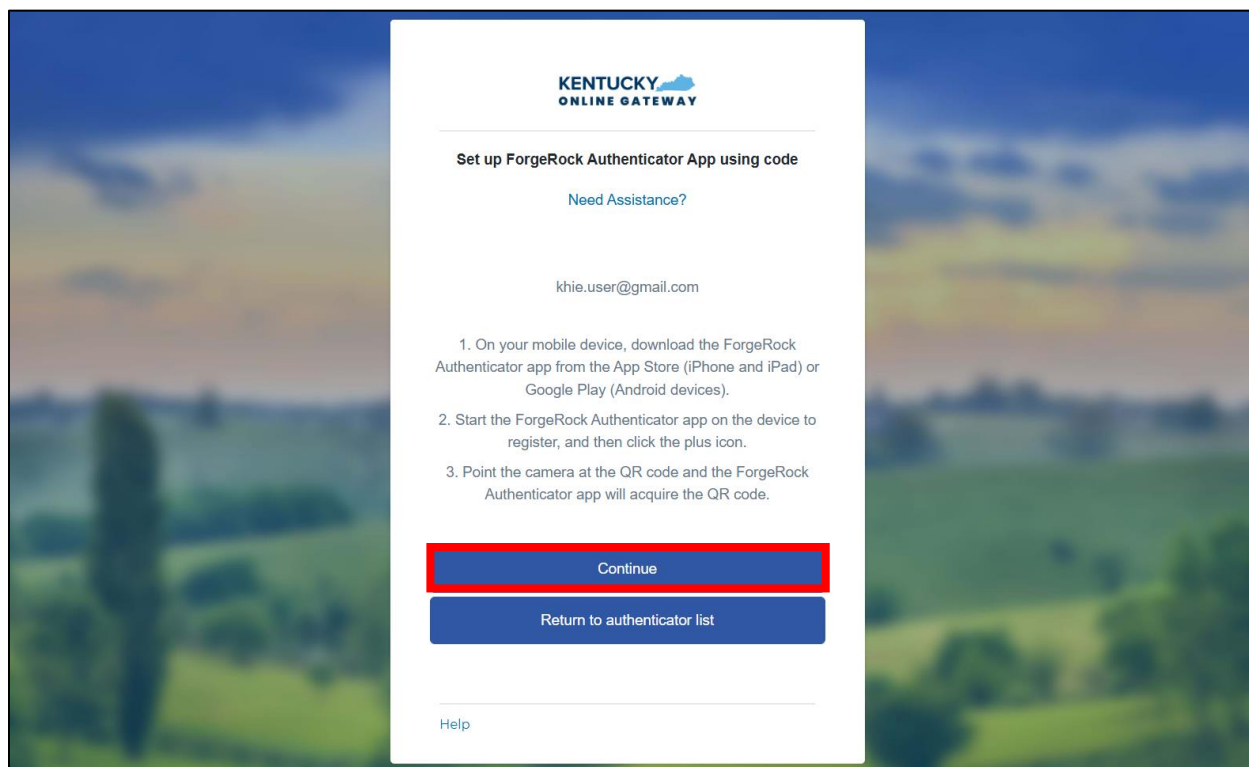 KENTUCKY
ONLINE GATEWAY
Set up ForgeRock Authenticator App using code
Need Assistance?
khie.user@gmail.com
1. On your mobile device, download the ForgeRock
Authenticator app from the App Store (iPhone and iPad) or
Google Play (Android devices).
2. Start the ForgeRock Authenticator app on the device to
register, and then click the plus icon.
3. Point the camera at the QR code and the ForgeRock
Authenticator app will acquire the QR code.
Continue
Return to authenticator list
Help